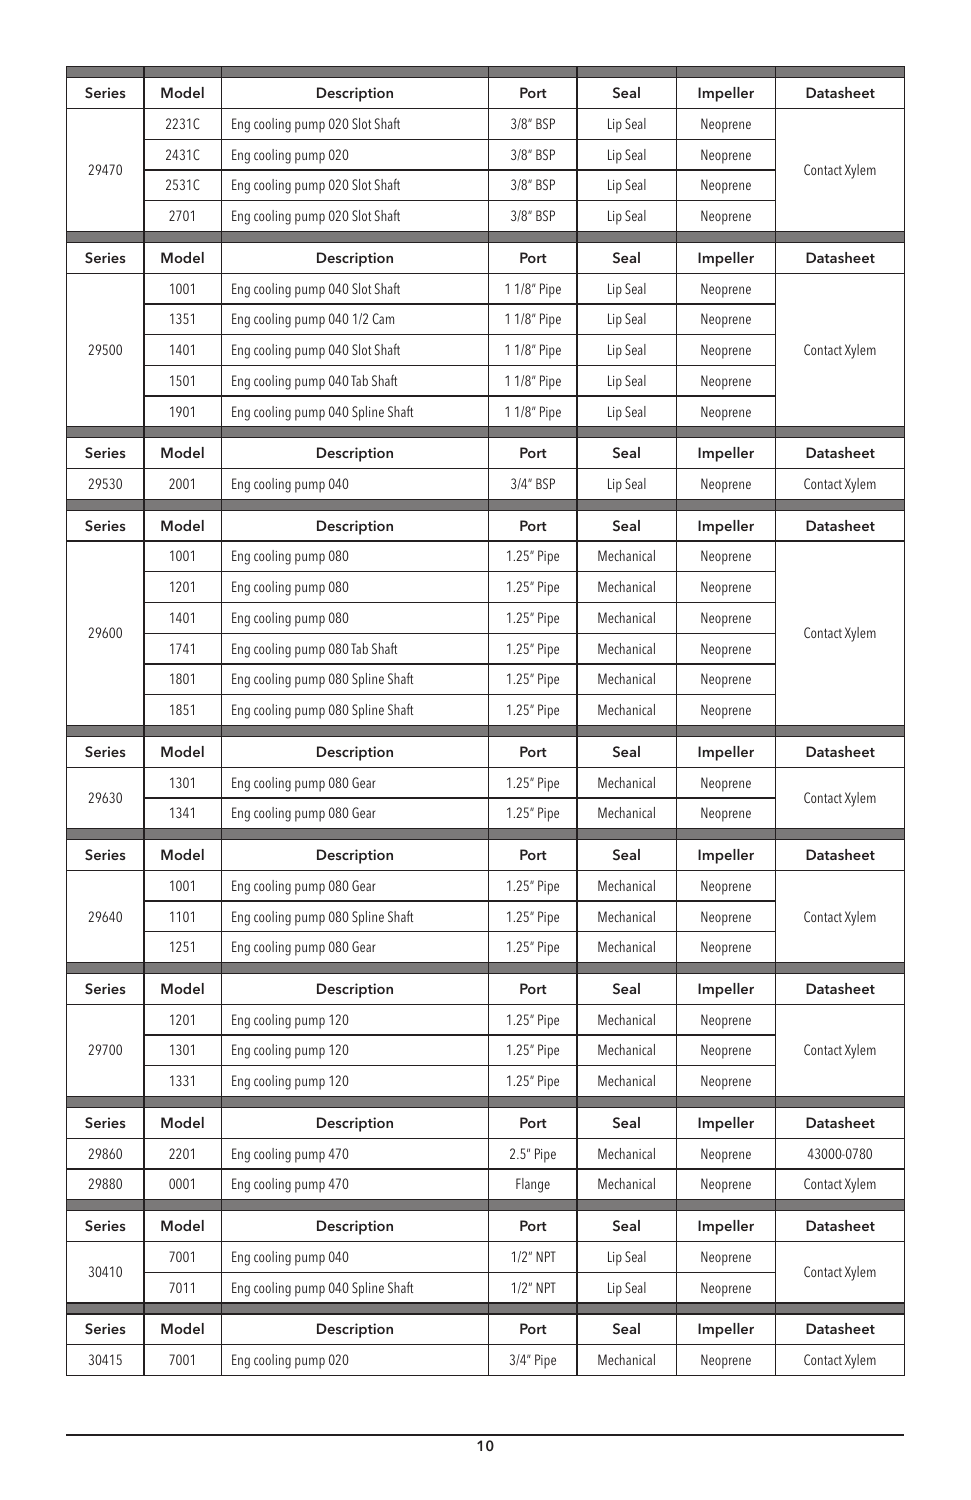 Series Model Description Port Seal Impeller Datasheet
29470 2231C Eng cooling pump 020 Slot Shaft 3/8" BSP Lip Seal Neoprene Contact Xylem
2431C Eng cooling pump 020 3/8" BSP Lip Seal Neoprene
2531C Eng cooling pump 020 Slot Shaft 3/8" BSP Lip Seal Neoprene
2701 Eng cooling pump 020 Slot Shaft 3/8" BSP Lip Seal Neoprene
Series Model Description Port Seal Impeller Datasheet
29500 1001 Eng cooling pump 040 Slot Shaft 1 1/8" Pipe Lip Seal Neoprene Contact Xylem
1351 Eng cooling pump 040 1/2 Cam 1 1/8" Pipe Lip Seal Neoprene
1401 Eng cooling pump 040 Slot Shaft 1 1/8" Pipe Lip Seal Neoprene
1501 Eng cooling pump 040 Tab Shaft 1 1/8" Pipe Lip Seal Neoprene
1901 Eng cooling pump 040 Spline Shaft 1 1/8" Pipe Lip Seal Neoprene
Series Model Description Port Seal Impeller Datasheet
29530 2001 Eng cooling pump 040 3/4" BSP Lip Seal Neoprene Contact Xylem
Series Model Description Port Seal Impeller Datasheet
29600 1001 Eng cooling pump 080 1.25" Pipe Mechanical Neoprene Contact Xylem
1201 Eng cooling pump 080 1.25" Pipe Mechanical Neoprene
1401 Eng cooling pump 080 1.25" Pipe Mechanical Neoprene
1741 Eng cooling pump 080 Tab Shaft 1.25" Pipe Mechanical Neoprene
1801 Eng cooling pump 080 Spline Shaft 1.25" Pipe Mechanical Neoprene
1851 Eng cooling pump 080 Spline Shaft 1.25" Pipe Mechanical Neoprene
Series Model Description Port Seal Impeller Datasheet
29630 1301 Eng cooling pump 080 Gear 1.25" Pipe Mechanical Neoprene Contact Xylem
1341 Eng cooling pump 080 Gear 1.25" Pipe Mechanical Neoprene
Series Model Description Port Seal Impeller Datasheet
29640 1001 Eng cooling pump 080 Gear 1.25" Pipe Mechanical Neoprene Contact Xylem
1101 Eng cooling pump 080 Spline Shaft 1.25" Pipe Mechanical Neoprene
1251 Eng cooling pump 080 Gear 1.25" Pipe Mechanical Neoprene
Series Model Description Port Seal Impeller Datasheet
29700 1201 Eng cooling pump 120 1.25" Pipe Mechanical Neoprene Contact Xylem
1301 Eng cooling pump 120 1.25" Pipe Mechanical Neoprene
1331 Eng cooling pump 120 1.25" Pipe Mechanical Neoprene
Series Model Description Port Seal Impeller Datasheet
29860 2201 Eng cooling pump 470 2.5" Pipe Mechanical Neoprene 43000-0780
29880 0001 Eng cooling pump 470 Flange Mechanical Neoprene Contact Xylem
Series Model Description Port Seal Impeller Datasheet
30410 7001 Eng cooling pump 040 1/2" NPT Lip Seal Neoprene Contact Xylem
7011 Eng cooling pump 040 Spline Shaft 1/2" NPT Lip Seal Neoprene
Series Model Description Port Seal Impeller Datasheet
30415 7001 Eng cooling pump 020 3/4" Pipe Mechanical Neoprene Contact Xylem
10